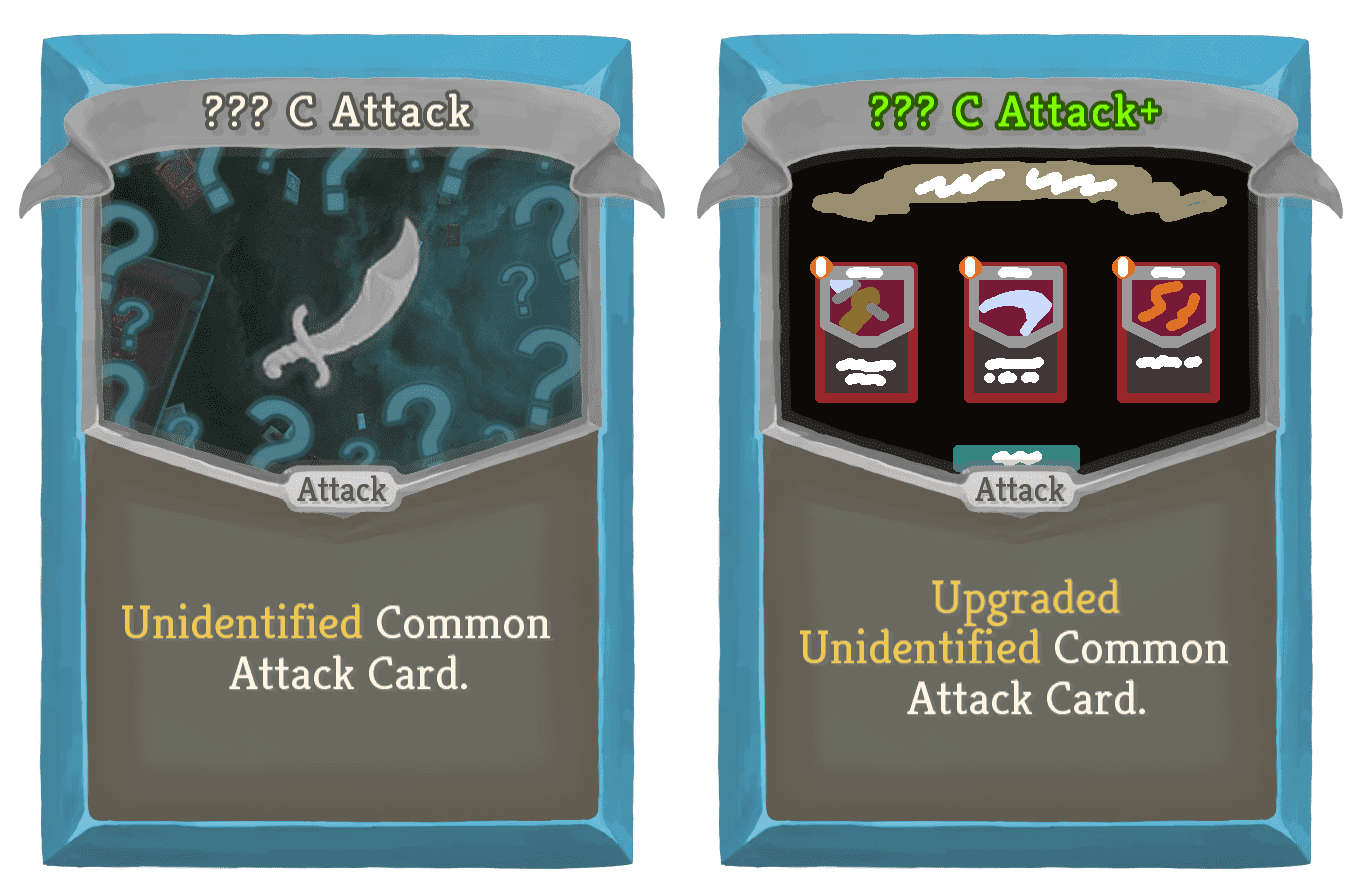 ??? C Attack
Attack
Unidentified Common
Attack Card.
??? C Attack+
Attack
Upgraded
Unidentified Common
Attack Card.